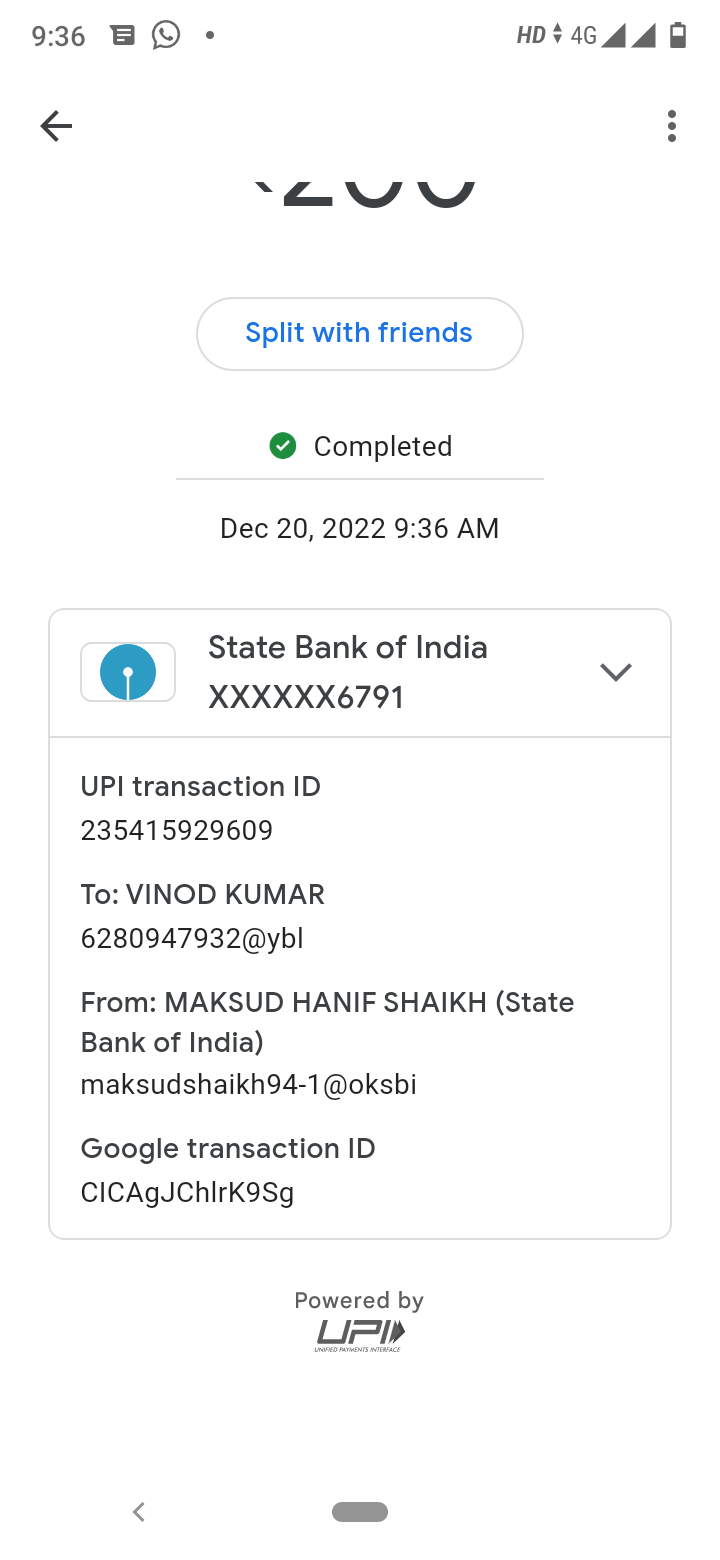 9:36 HD 4G
Split with friends
Completed
Dec 20, 2022 9:36 AM
State Bank of India
XXXXXX6791
UPI transaction ID
235415929609
To: VINOD KUMAR
6280947932@ybl
From: MAKSUD HANIF SHAIKH (State
Bank of India)
maksudshaikh94-1@oksbi
Google transaction ID
CICAgJChlrK9Sg
Powered by
UPI
UNIFIED PAYMENTS INTERFACE